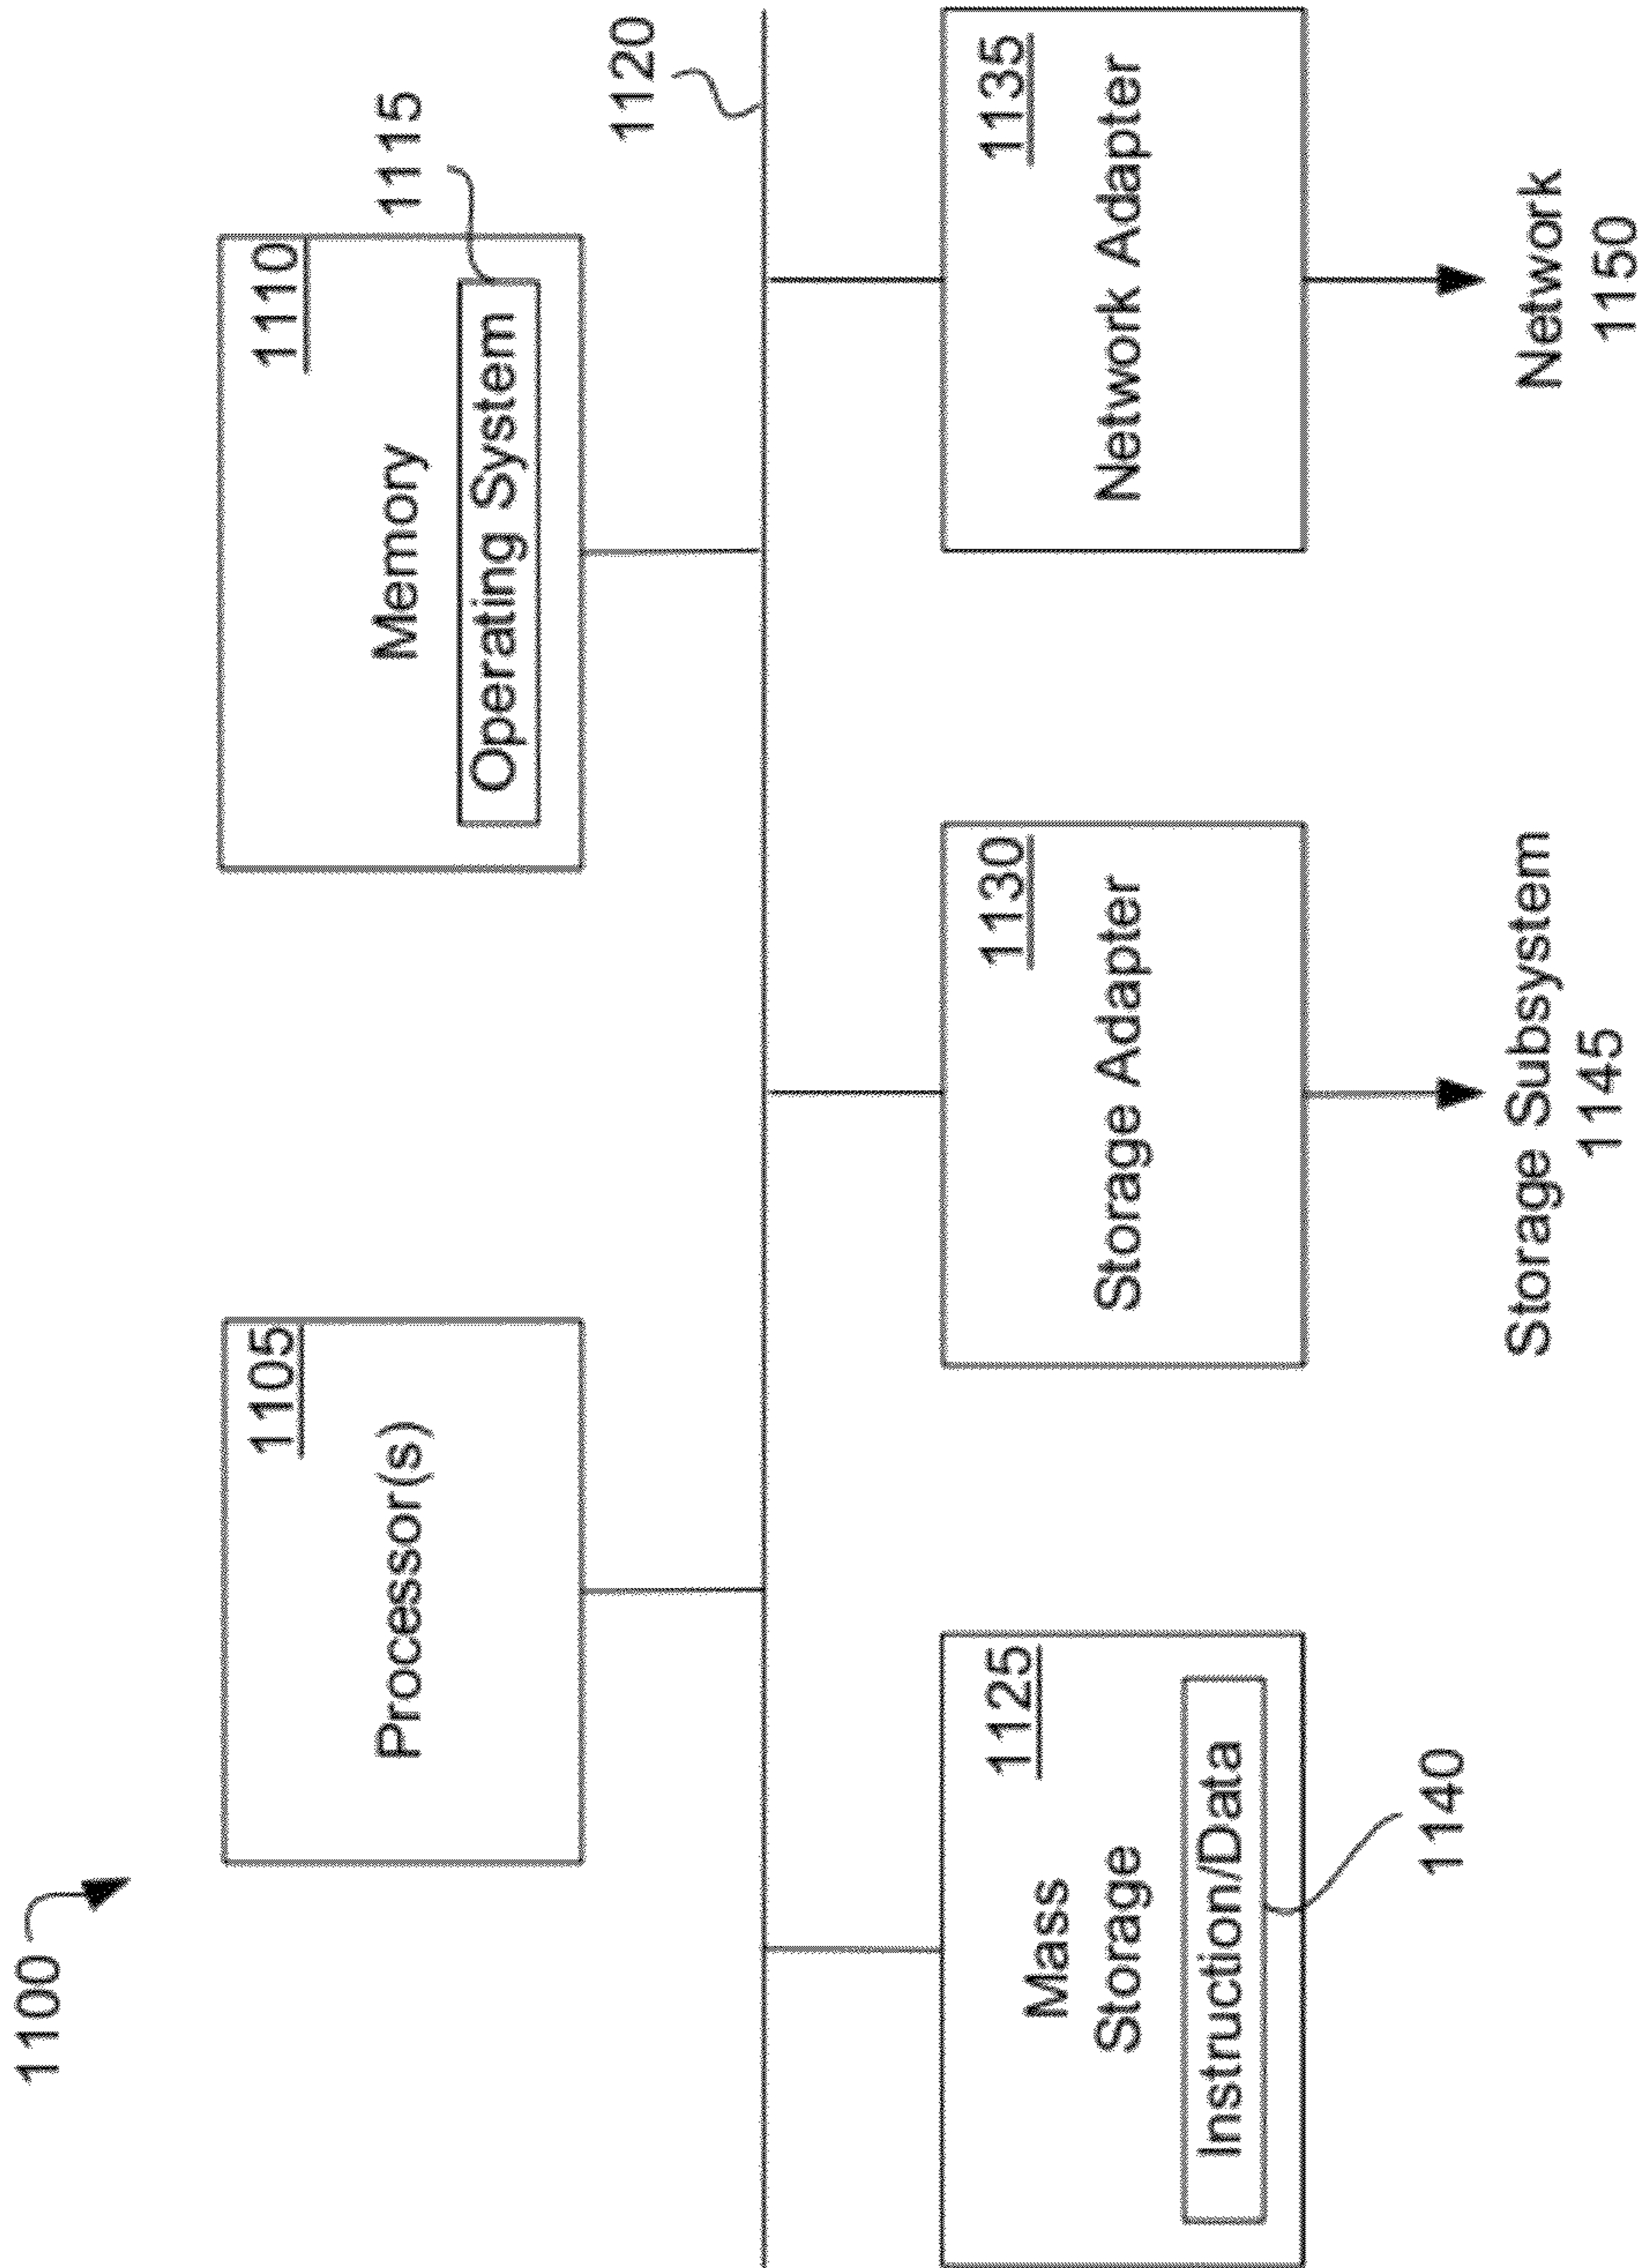 1100
1105
Processor(s)
1110
Memory
Operating System
1115
1120
1125
Mass
Storage
Instruction/Data
1140
1130
Storage Adapter
Storage Subsystem
1145
1135
Network Adapter
Network
1150